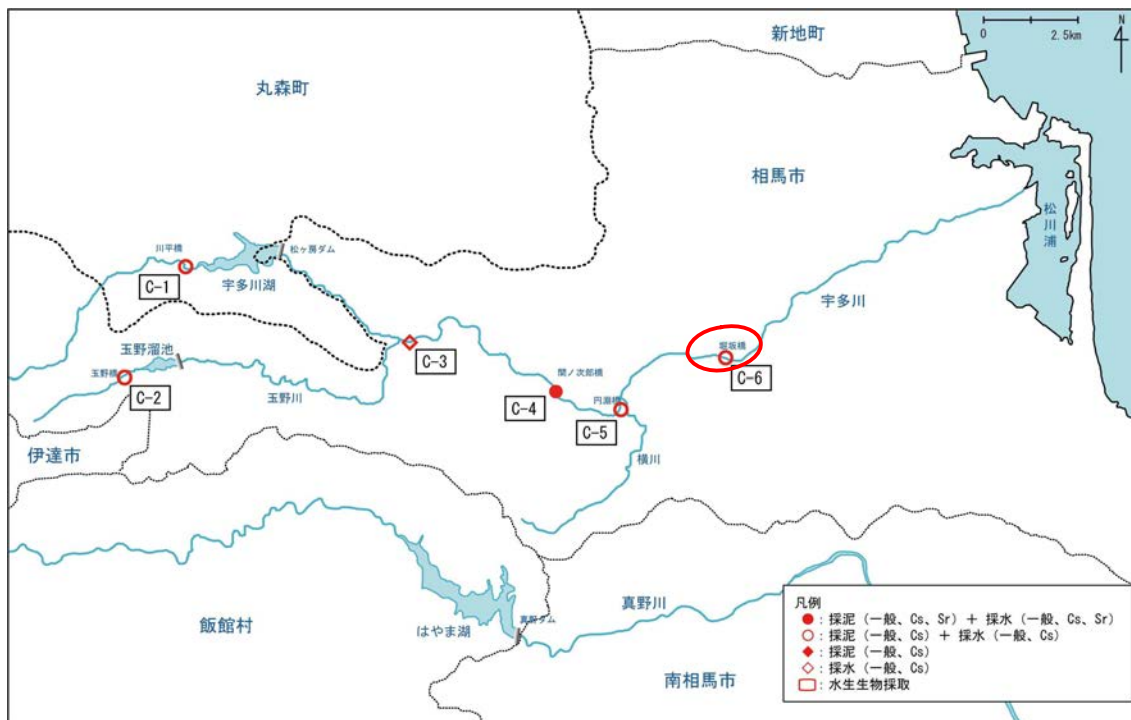 新地町
0
2.5km
N
丸森町
相馬市
松川浦
川平橋
松ヶ房ダム
C-1
宇多川湖
宇多川
玉野溜池
玉野橋
C-2
玉野川
C-3
堀坂橋
C-6
間ノ次郎橋
C-4
円淵橋
C-5
伊達市
横川
飯館村
はやま湖
真野ダム
真野川
南相馬市
凡例
:採泥(一般、Cs、Sr)+ 採水(一般、Cs、Sr)
:採泥(一般、Cs)+ 採水(一般、Cs)
:採泥(一般、Cs)
:採水(一般、Cs)
:水生生物採取